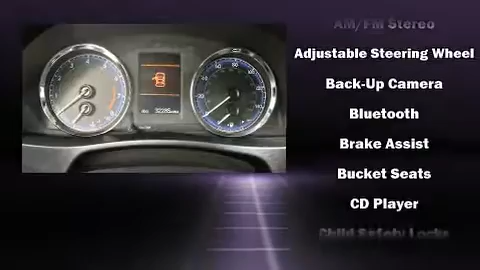 AM/FM Stereo
Adjustable Steering Wheel
Back-Up Camera
Bluetooth
Brake Assist
Bucket Seats
CD Player
Child Safety Locks